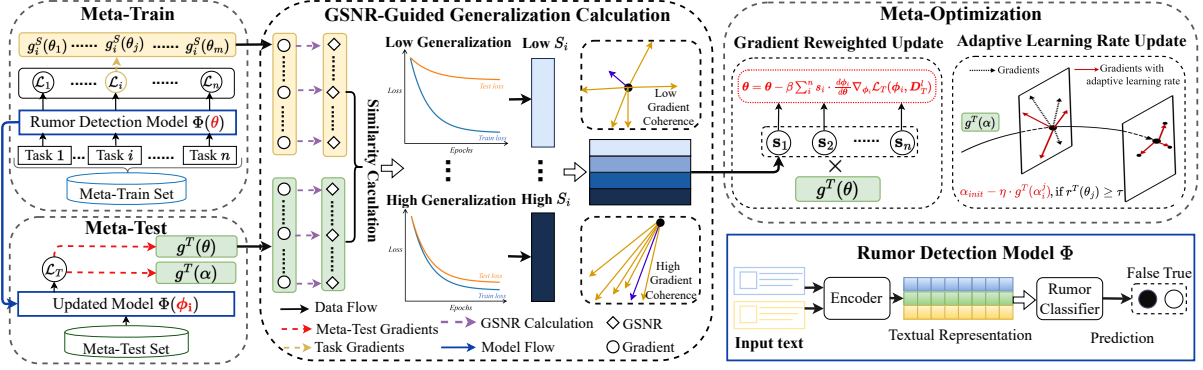 Meta-Train
g_i^S(θ_1) ...... g_i^S(θ_j) ...... g_i^S(θ_m)
L_1 ...... L_i ...... L_n
Rumor Detection Model Φ(θ)
Task 1 ... Task i ...... Task n
Meta-Train Set
Meta-Test
g^T(θ)
L_T
g^T(α)
Updated Model Φ(ϕ_i)
Meta-Test Set
GSNR-Guided Generalization Calculation
Similarity Caculation
Low Generalization
Loss
Test loss
Train loss
Epochs
High Generalization
Loss
Test loss
Train loss
Epochs
Low S_i
High S_i
Low
Gradient
Coherence
High
Gradient
Coherence
Data Flow
Meta-Test Gradients
GSNR Calculation
GSNR
Task Gradients
Model Flow
Gradient
Meta-Optimization
Gradient Reweighted Update
θ = θ − β ∑_i^n s_i · dϕ_i/dθ ∇_{ϕ_i} L_T(ϕ_i, D_T^j)
s_1 s_2 ...... s_n
×
g^T(θ)
Adaptive Learning Rate Update
Gradients
Gradients with
adaptive learning rate
g^T(α)
α_init − η · g^T(α_i^j), if r^T(θ_j) ≥ τ
Rumor Detection Model Φ
Input text
Encoder
Textual Representation
Rumor
Classifier
False True
Prediction